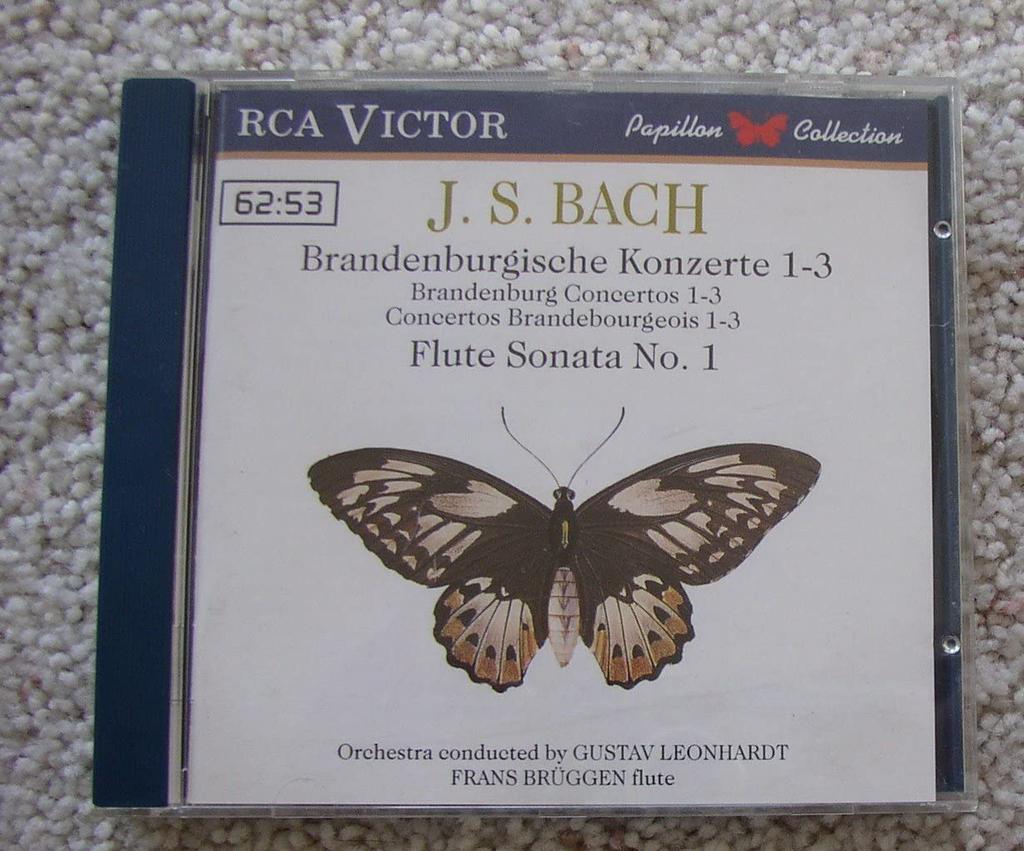 RCA VICTOR
Papillon Collection
62:53
J. S. BACH
Brandenburgische Konzerte 1-3
Brandenburg Concertos 1-3
Concertos Brandebourgeois 1-3
Flute Sonata No. 1
Orchestra conducted by GUSTAV LEONHARDT
FRANS BRÜGGEN flute